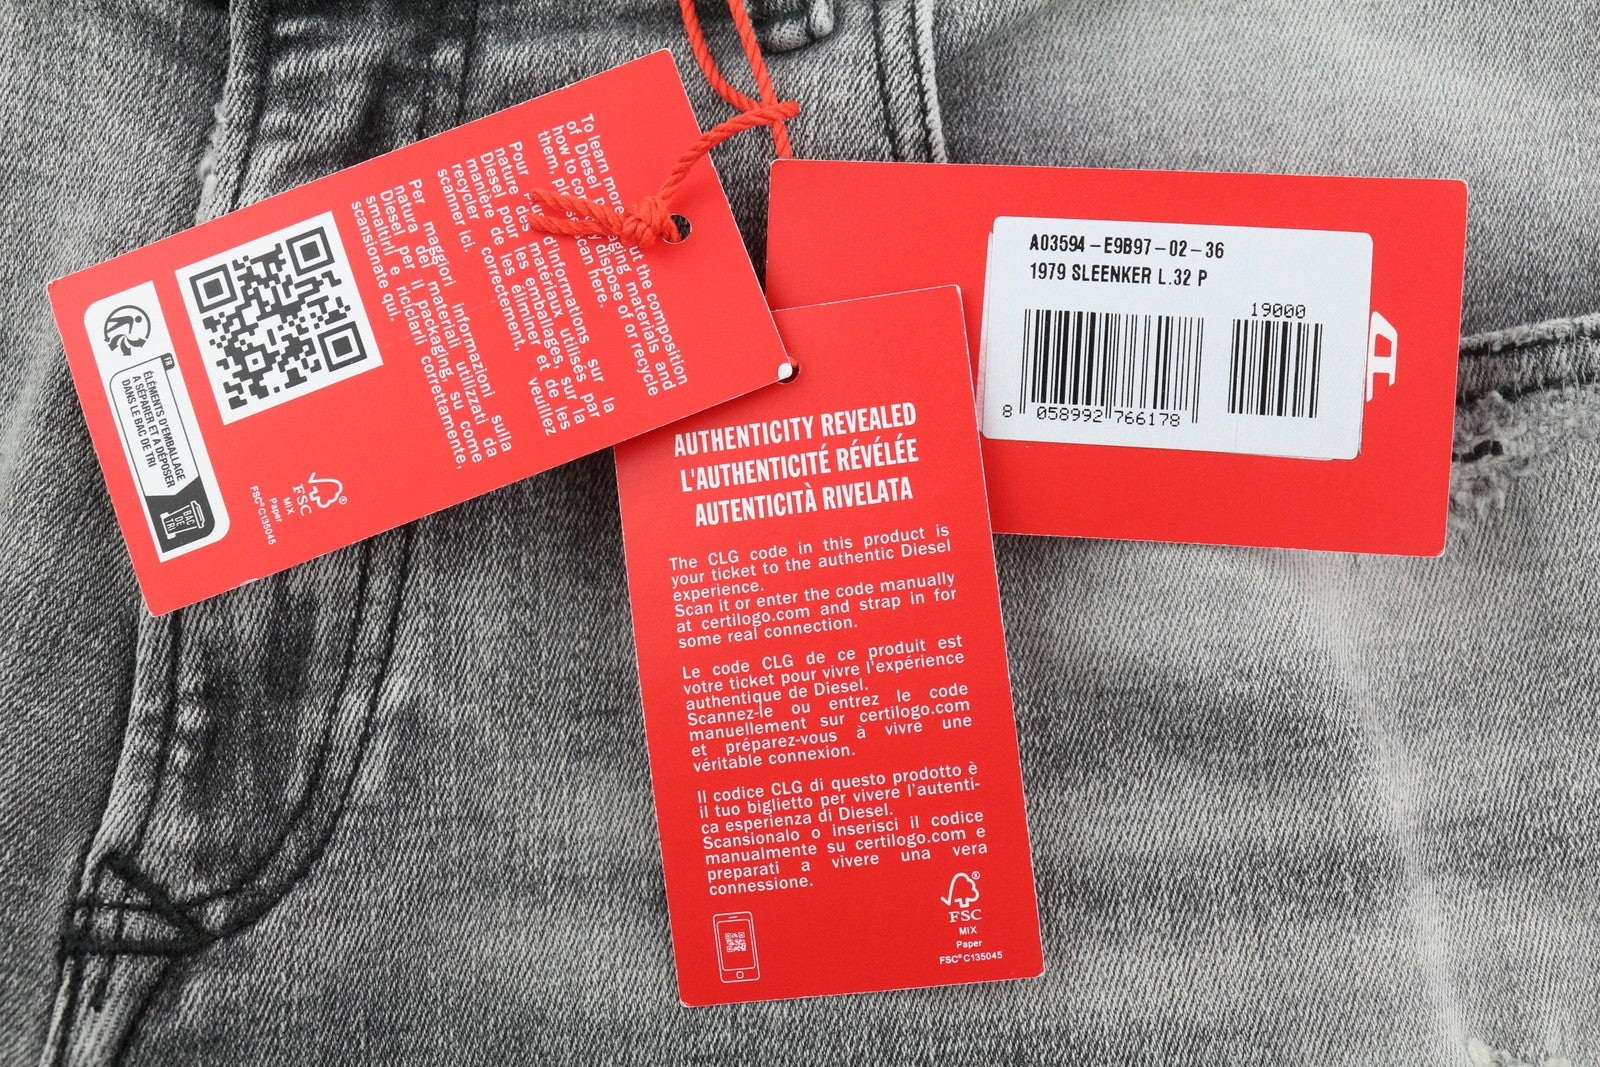 To learn more out the composition
of Diesel ging materials and
how to co y dispose of or recycle
them, ple se can here.
Pour d'informations sur la
nature des matériaux utilisés par
Diesel pour les emballages, sur la
manière de les éliminer et de les
recycler correctement, veuillez
scanner ici.
Per maggiori informazioni sulla
natura dei materiali utilizzati da
Diesel per il packaging, su come
smaltirli e riciclarli correttamente,
scansionate qui.
FR
ÉLÉMENTS D'EMBALLAGE
À SÉPARER ET À DÉPOSER
DANS LE BAC DE TRI
BAC
DE
TRI
®
FSC
MIX
Paper
FSC® C135045
A03594-E9B97-02-36
1979 SLEENKER L.32 P
19000
8 058992 766178
D
AUTHENTICITY REVEALED
L'AUTHENTICITÉ RÉVÉLÉE
AUTENTICITÀ RIVELATA
The CLG code in this product is
your ticket to the authentic Diesel
experience.
Scan it or enter the code manually
at certilogo.com and strap in for
some real connection.
Le code CLG de ce produit est
votre ticket pour vivre l'expérience
authentique de Diesel.
Scannez-le ou entrez le code
manuellement sur certilogo.com
et préparez-vous à vivre une
véritable connexion.
Il codice CLG di questo prodotto è
il tuo biglietto per vivere l'autenti-
ca esperienza di Diesel.
Scansionalo o inserisci il codice
manualmente su certilogo.com e
preparati a vivere una vera
connessione.
®
FSC
MIX
Paper
FSC® C135045